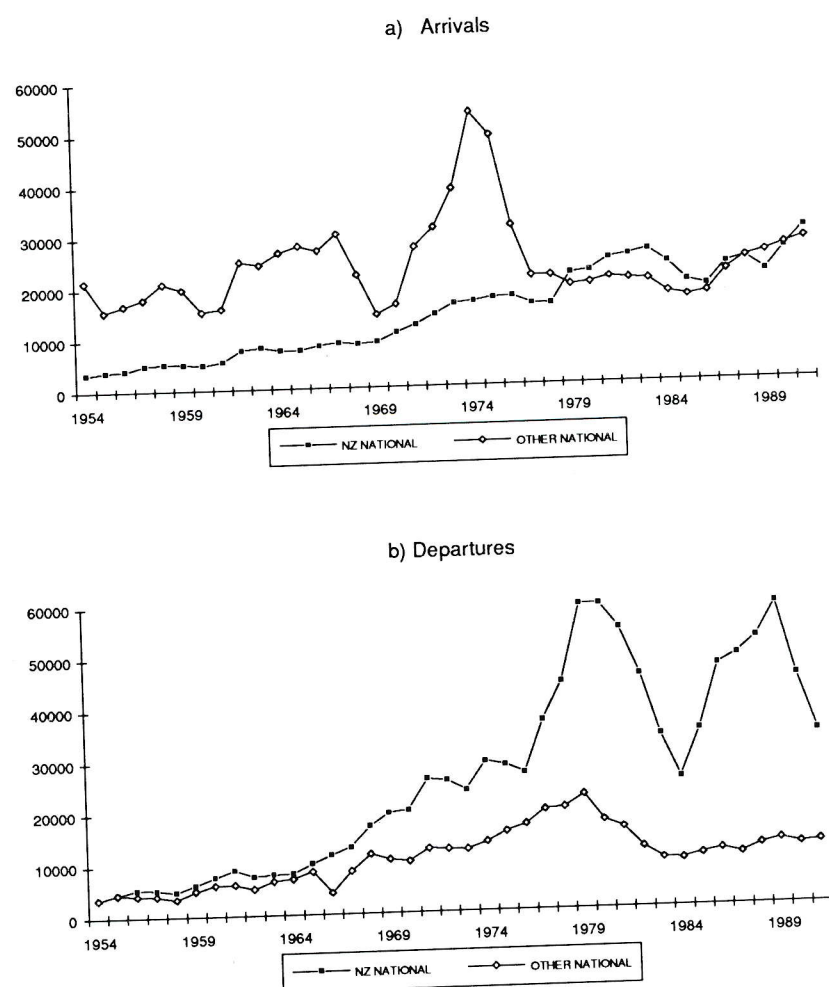 a) Arrivals
60000
50000
40000
30000
20000
10000
0
1954 1959 1964 1969 1974 1979 1984 1989
NZ NATIONAL OTHER NATIONAL
b) Departures
60000
50000
40000
30000
20000
10000
0
1954 1959 1964 1969 1974 1979 1984 1989
NZ NATIONAL OTHER NATIONAL